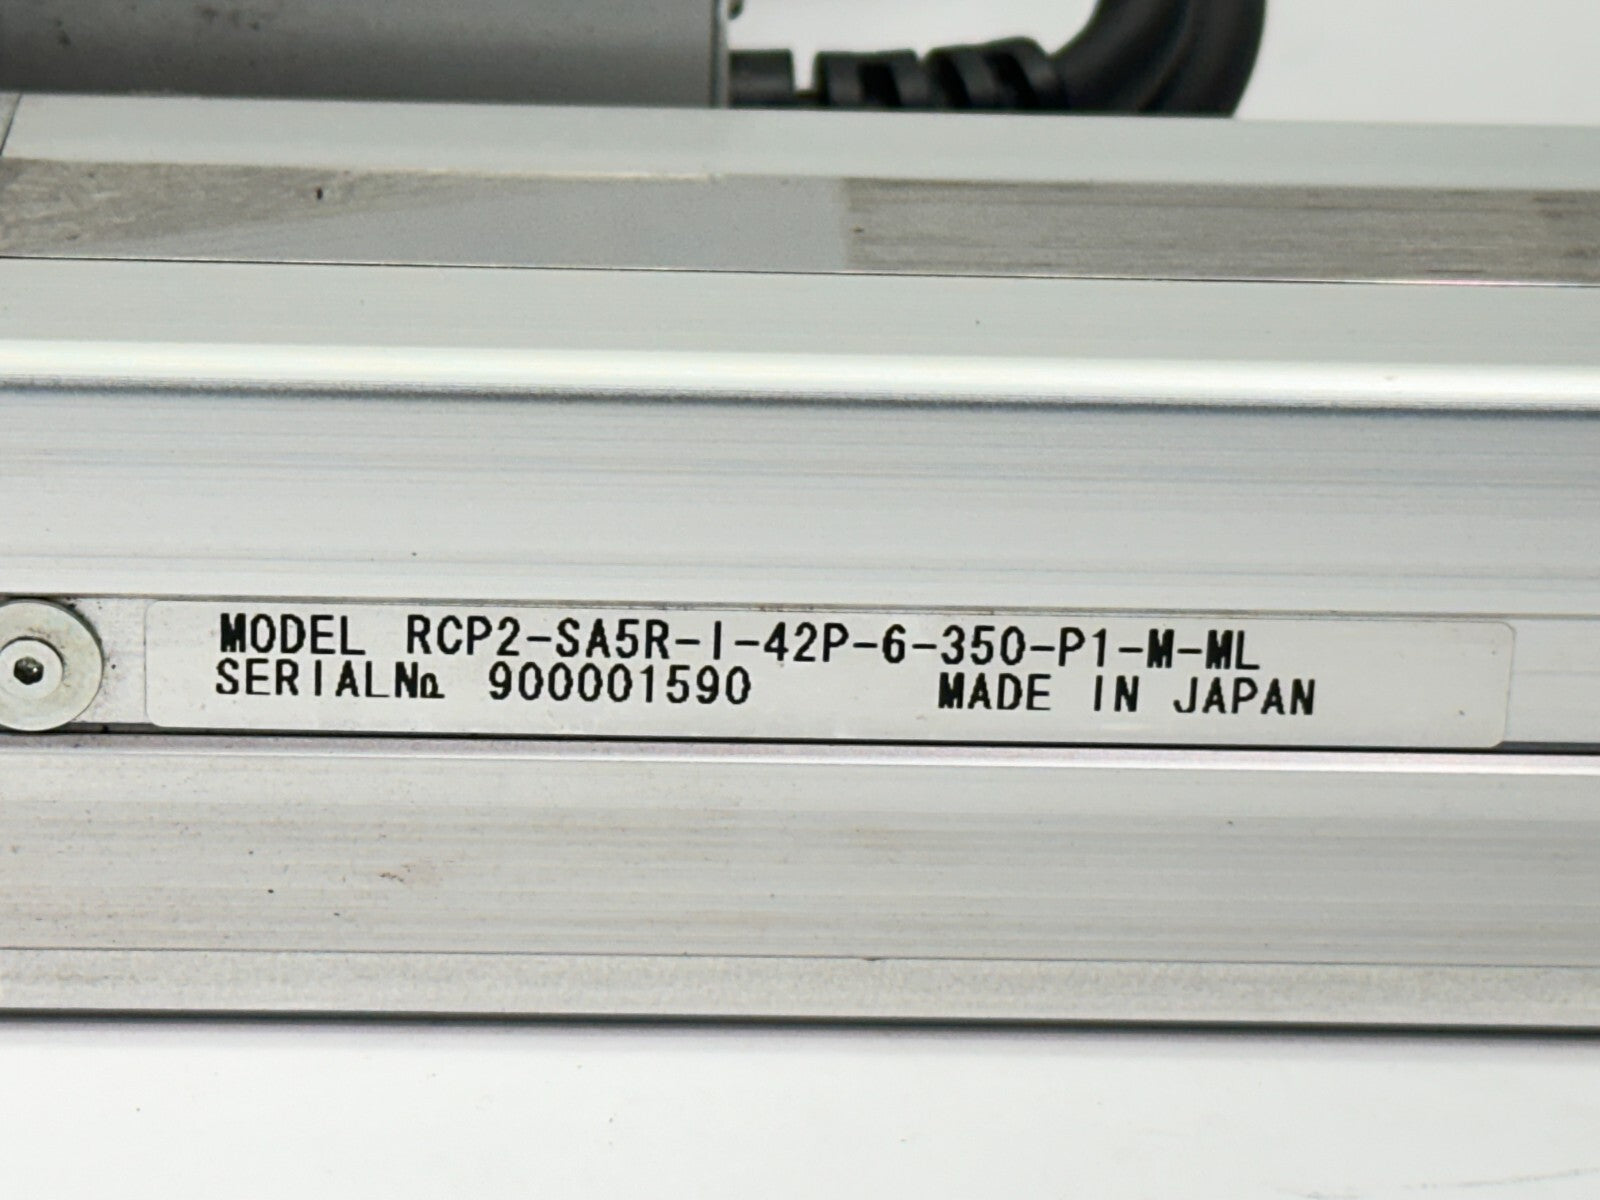 MODEL RCP2-SA5R-I-42P-6-350-P1-M-ML
SERIAL№ 900001590 MADE IN JAPAN